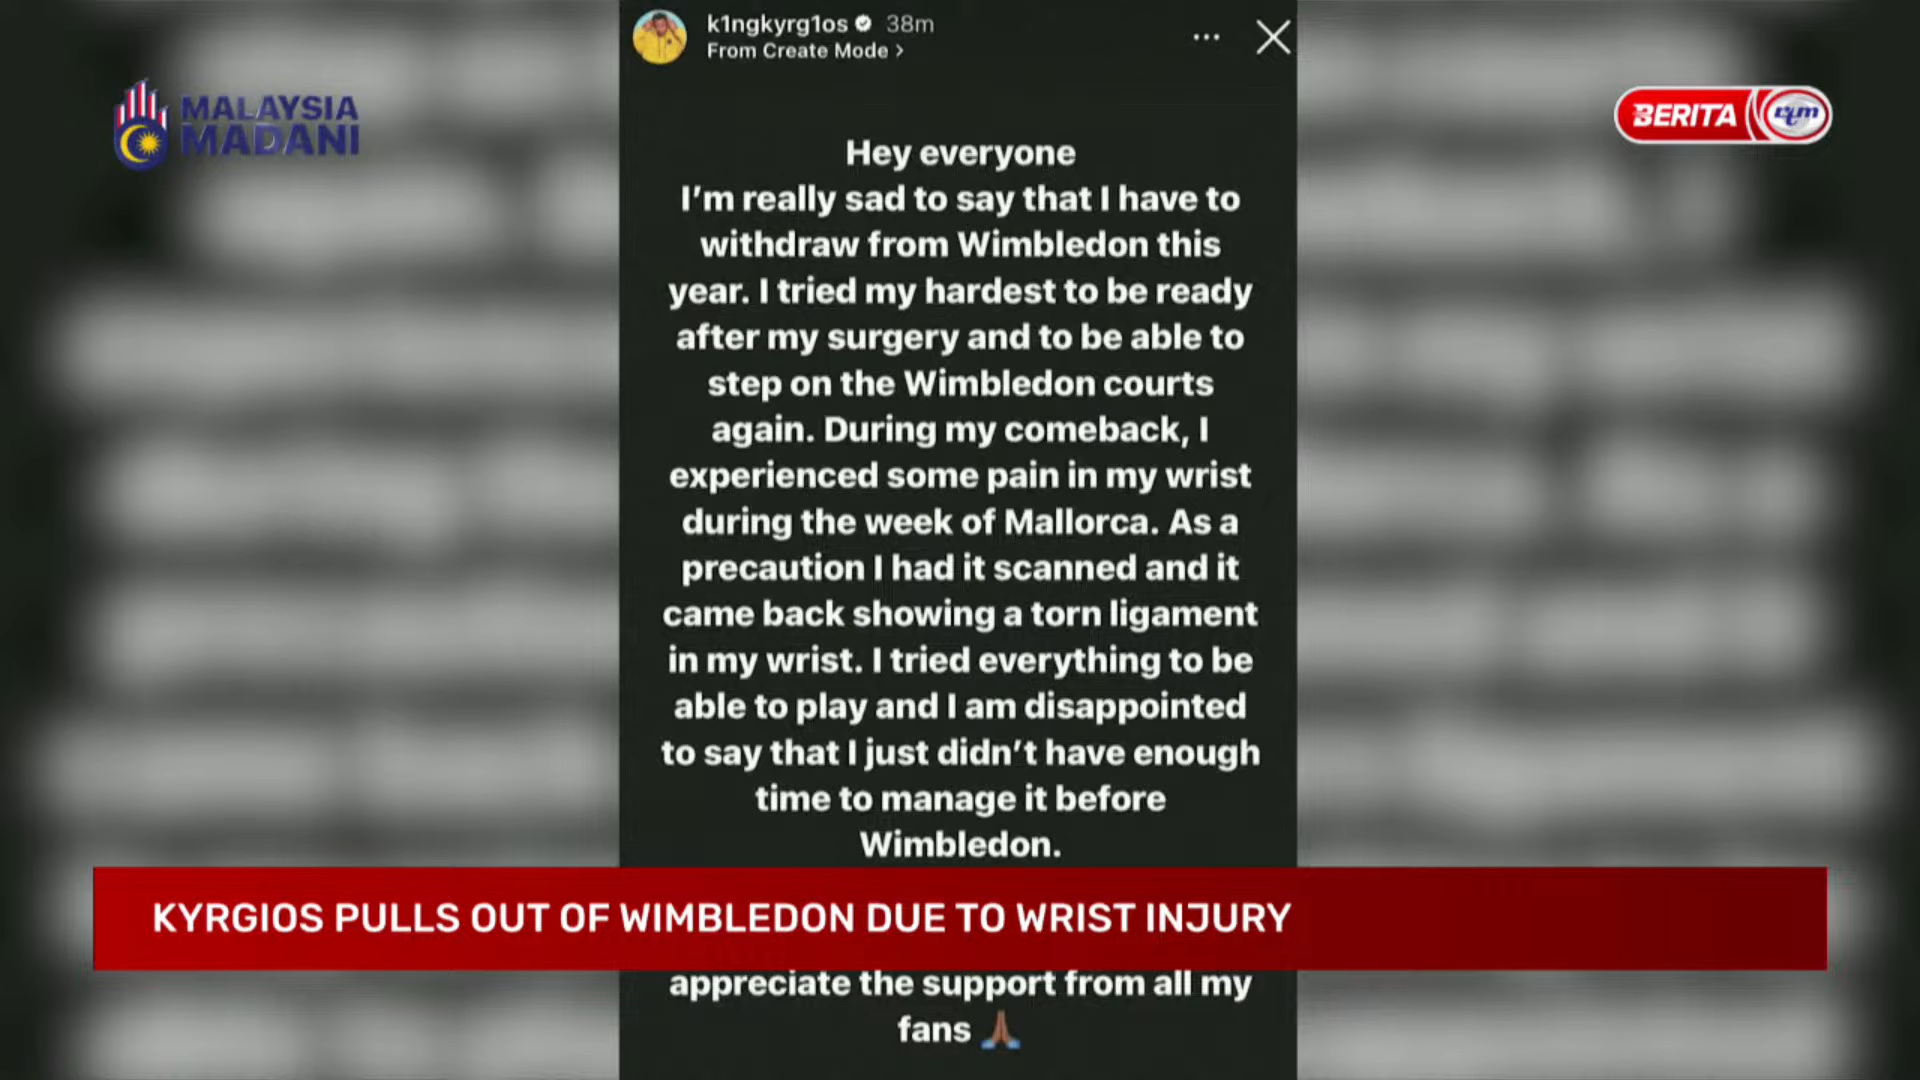 k1ngkyrg1os 38m
From Create Mode >
MALAYSIA
MADANI
BERITA rtm
Hey everyone
I'm really sad to say that I have to
withdraw from Wimbledon this
year. I tried my hardest to be ready
after my surgery and to be able to
step on the Wimbledon courts
again. During my comeback, I
experienced some pain in my wrist
during the week of Mallorca. As a
precaution I had it scanned and it
came back showing a torn ligament
in my wrist. I tried everything to be
able to play and I am disappointed
to say that I just didn't have enough
time to manage it before
Wimbledon.
KYRGIOS PULLS OUT OF WIMBLEDON DUE TO WRIST INJURY
appreciate the support from all my
fans 🙏🏾